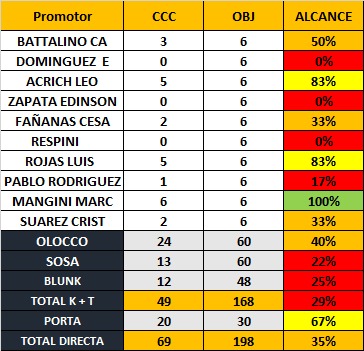 Promotor CCC OBJ ALCANCE
BATTALINO CA 3 6 50%
DOMINGUEZ E 0 6 0%
ACRICH LEO 5 6 83%
ZAPATA EDINSON 0 6 0%
FAÑANAS CESA 2 6 33%
RESPINI 0 6 0%
ROJAS LUIS 5 6 83%
PABLO RODRIGUEZ 1 6 17%
MANGINI MARC 6 6 100%
SUAREZ CRIST 2 6 33%
OLOCCO 24 60 40%
SOSA 13 60 22%
BLUNK 12 48 25%
TOTAL K + T 49 168 29%
PORTA 20 30 67%
TOTAL DIRECTA 69 198 35%